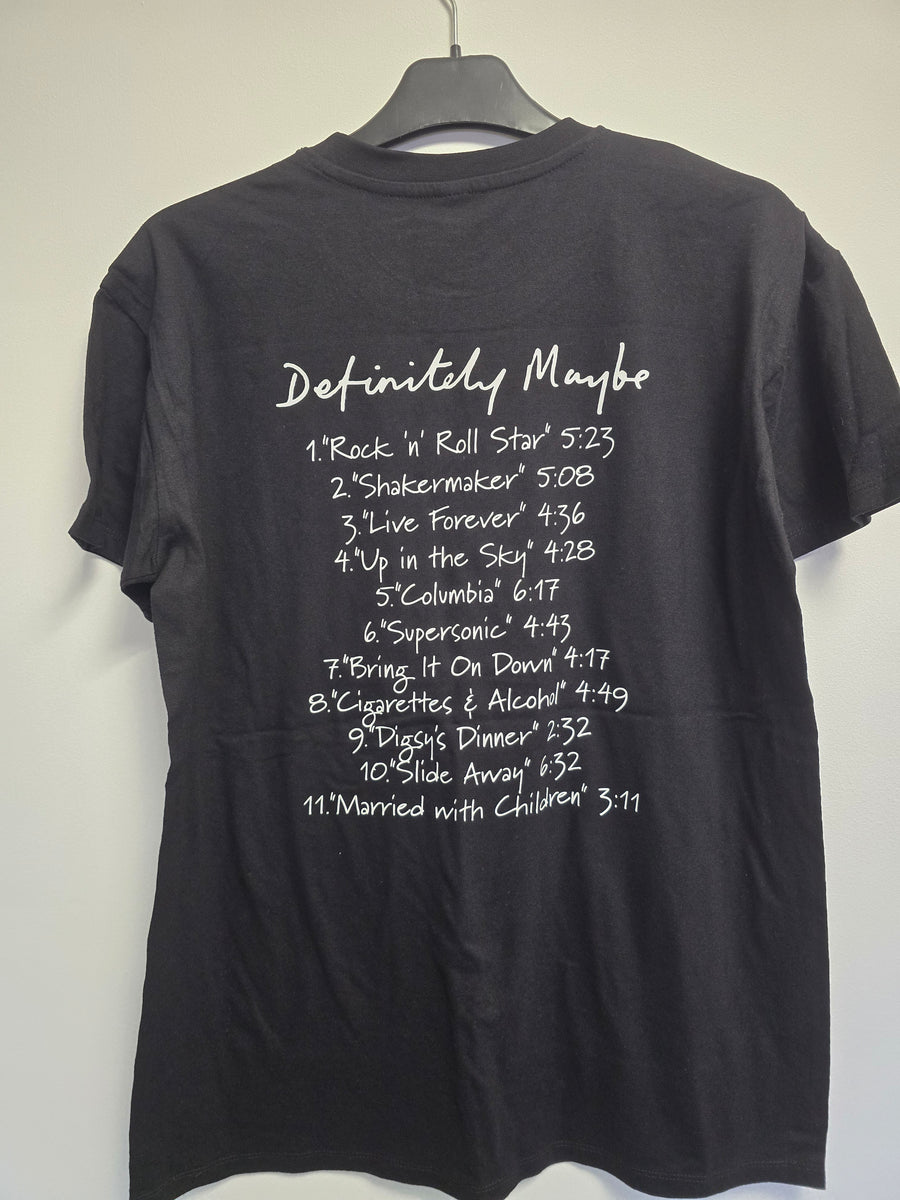 Definitely Maybe
1."Rock 'n' Roll Star" 5:23
2."Shakermaker" 5:08
3."Live Forever" 4:36
4."Up in the Sky" 4:28
5."Columbia" 6:17
6."Supersonic" 4:43
7."Bring It On Down" 4:17
8."Cigarettes & Alcohol" 4:49
9."Digsy's Dinner" 2:32
10."Slide Away" 6:32
11."Married with Children" 3:11